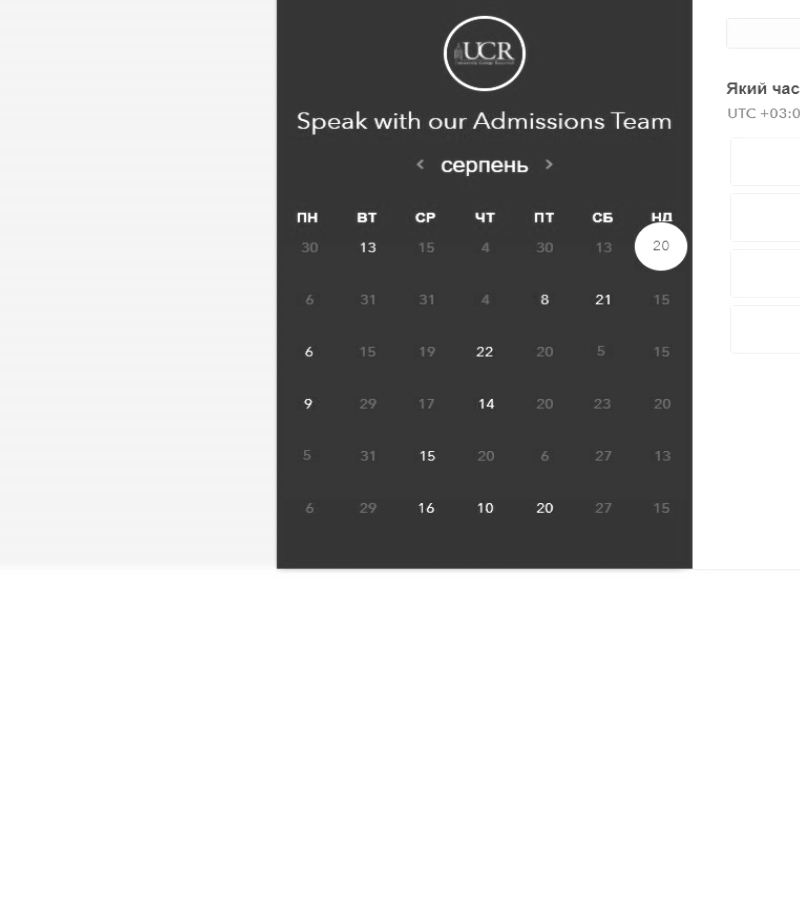 UCR
Speak with our Admissions Team
< серпень >
ПН ВТ СР ЧТ ПТ СБ НД
30 13 15 4 30 13 20
6 31 31 4 8 21 15
6 15 19 22 20 5 15
9 29 17 14 20 23 20
5 31 15 20 6 27 13
6 29 16 10 20 27 15
Який час
UTC +03:0